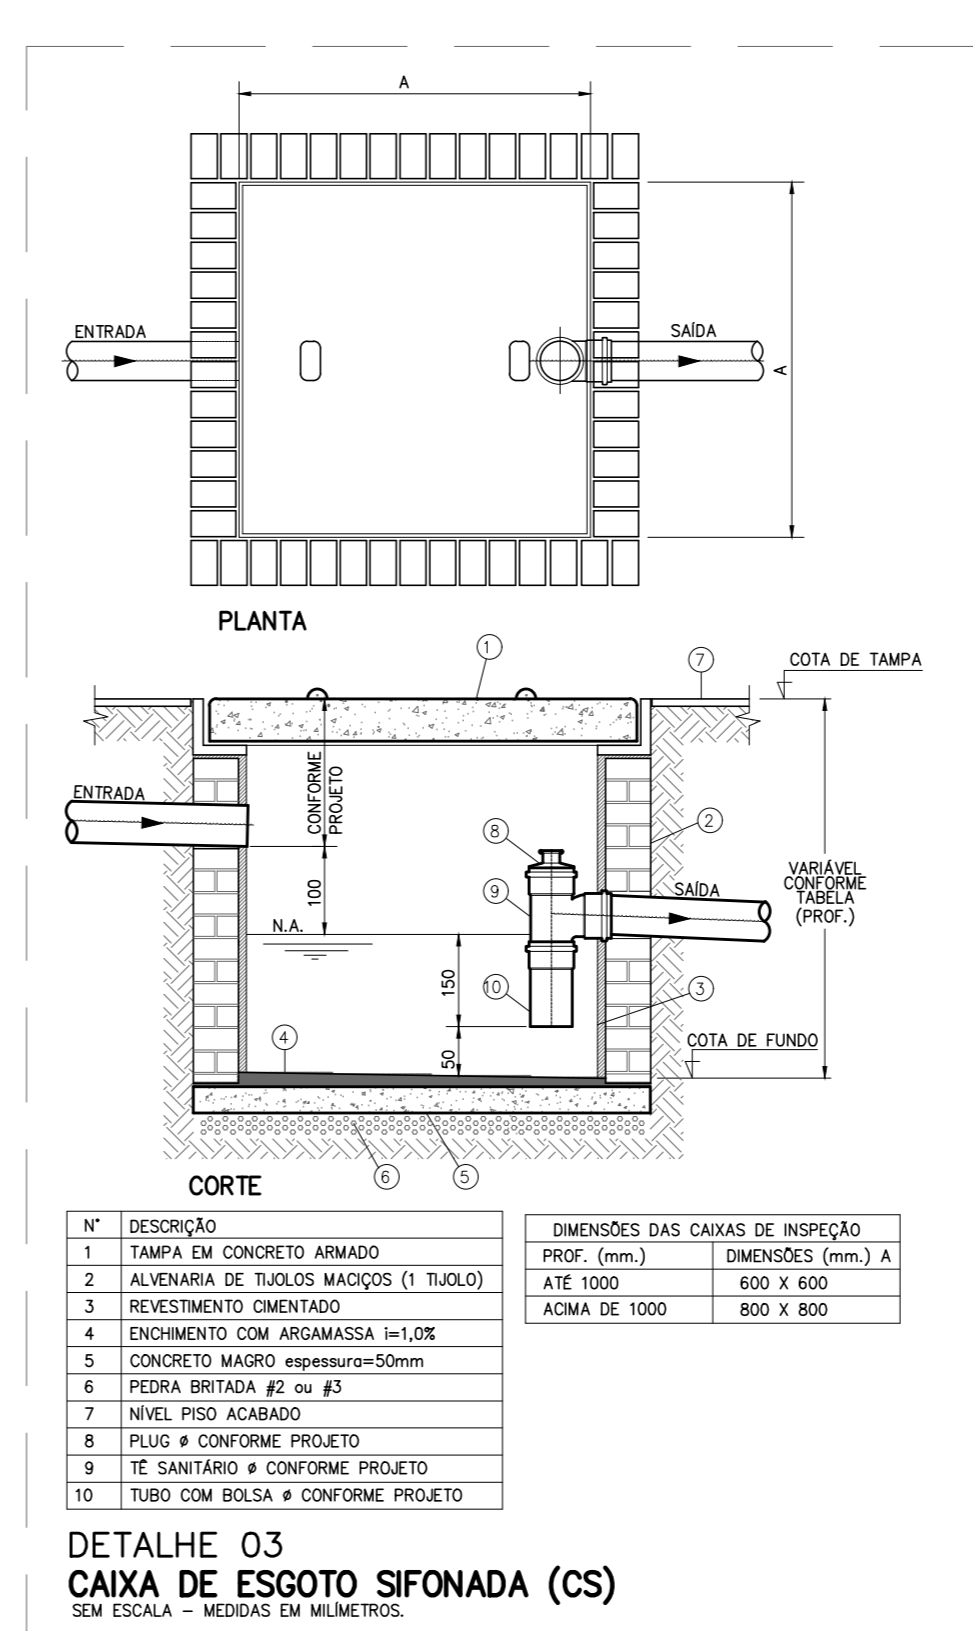 A
ENTRADA
SAÍDA
A
PLANTA
1
7
COTA DE TAMPA
ENTRADA
CONFORME
PROJETO
8
2
VARIÁVEL
CONFORME
TABELA
(PROF.)
100
9
SAÍDA
N.A.
150
10
3
4
50
COTA DE FUNDO
6
5
CORTE
N° DESCRIÇÃO
1 TAMPA EM CONCRETO ARMADO
2 ALVENARIA DE TIJOLOS MACIÇOS (1 TIJOLO)
3 REVESTIMENTO CIMENTADO
4 ENCHIMENTO COM ARGAMASSA i=1,0%
5 CONCRETO MAGRO espessura=50mm
6 PEDRA BRITADA #2 ou #3
7 NÍVEL PISO ACABADO
8 PLUG ø CONFORME PROJETO
9 TÊ SANITÁRIO ø CONFORME PROJETO
10 TUBO COM BOLSA ø CONFORME PROJETO
DIMENSÕES DAS CAIXAS DE INSPEÇÃO
PROF. (mm.) DIMENSÕES (mm.) A
ATÉ 1000 600 X 600
ACIMA DE 1000 800 X 800
DETALHE 03
CAIXA DE ESGOTO SIFONADA (CS)
SEM ESCALA – MEDIDAS EM MILÍMETROS.